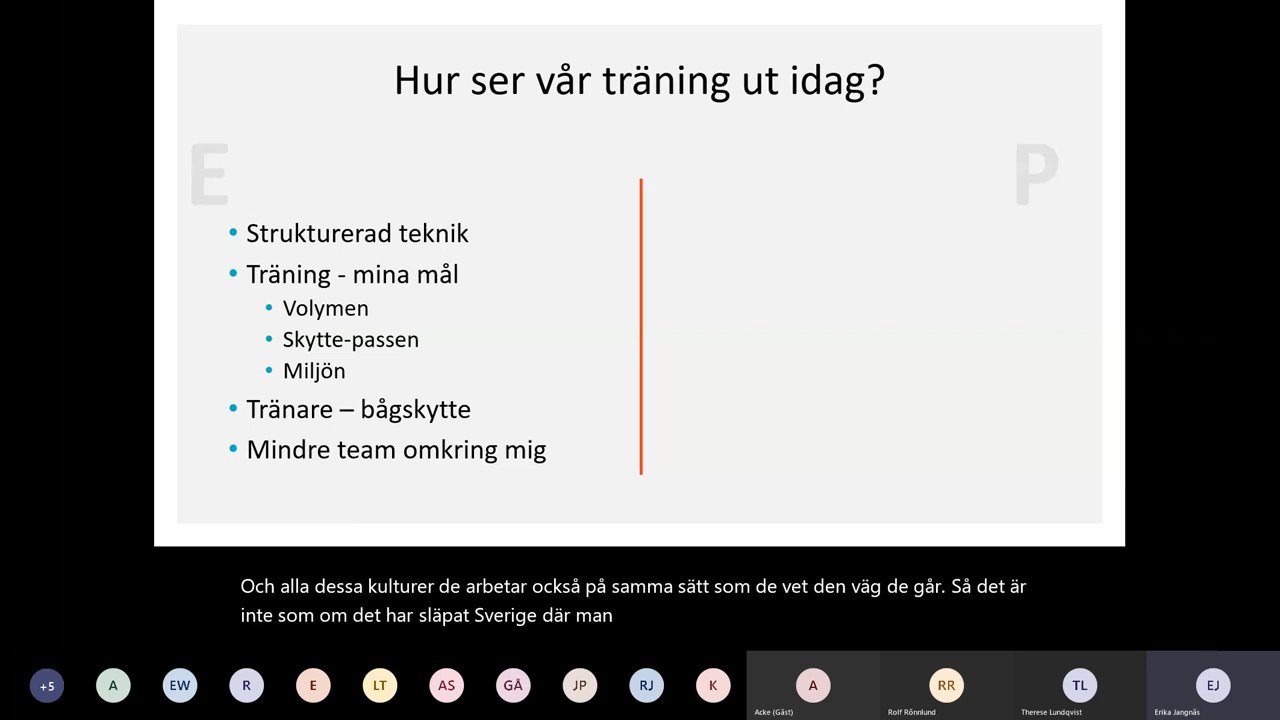 Hur ser vår träning ut idag?
E
P
• Strukturerad teknik
• Träning - mina mål
• Volymen
• Skytte-passen
• Miljön
• Tränare – bågskytte
• Mindre team omkring mig
Och alla dessa kulturer de arbetar också på samma sätt som de vet den väg de går. Så det är
inte som om det har släpat Sverige där man
+5 A EW R E LT AS GÅ JP RJ K A RR TL EJ
Acke (Gäst) Rolf Rönnlund Therese Lundqvist Erika Jangnäs